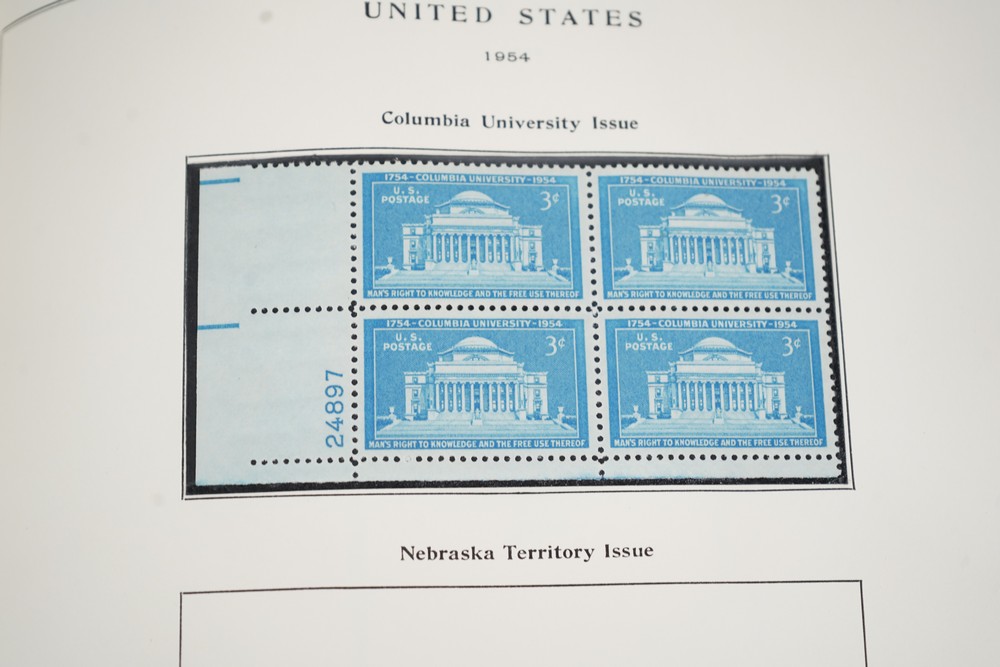 UNITED STATES
1954
Columbia University Issue
1754-COLUMBIA UNIVERSITY-1954
U.S. POSTAGE
3¢
MAN'S RIGHT TO KNOWLEDGE AND THE FREE USE THEREOF
1754-COLUMBIA UNIVERSITY-1954
U.S. POSTAGE
3¢
MAN'S RIGHT TO KNOWLEDGE AND THE FREE USE THEREOF
1754-COLUMBIA UNIVERSITY-1954
U.S. POSTAGE
3¢
MAN'S RIGHT TO KNOWLEDGE AND THE FREE USE THEREOF
1754-COLUMBIA UNIVERSITY-1954
U.S. POSTAGE
3¢
MAN'S RIGHT TO KNOWLEDGE AND THE FREE USE THEREOF
24897
Nebraska Territory Issue